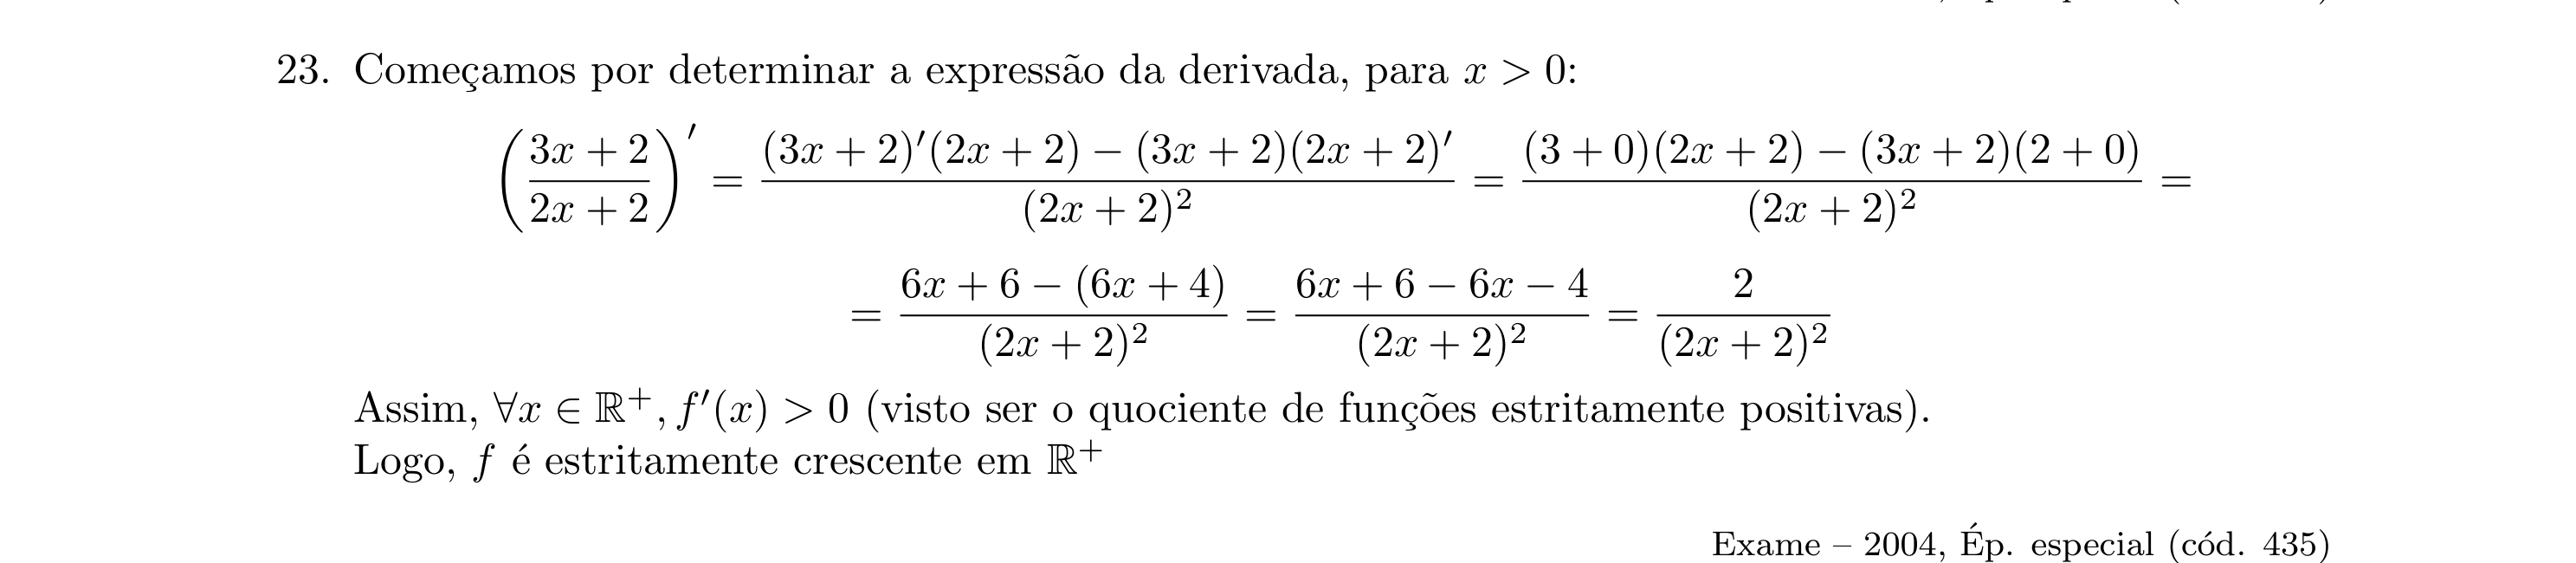 23. Começamos por determinar a expressão da derivada, para x > 0:
(3x + 2 / 2x + 2)′ = (3x + 2)′(2x + 2) − (3x + 2)(2x + 2)′ / (2x + 2)² = (3 + 0)(2x + 2) − (3x + 2)(2 + 0) / (2x + 2)² =
= 6x + 6 − (6x + 4) / (2x + 2)² = 6x + 6 − 6x − 4 / (2x + 2)² = 2 / (2x + 2)²
Assim, ∀x ∈ ℝ⁺, f′(x) > 0 (visto ser o quociente de funções estritamente positivas).
Logo, f é estritamente crescente em ℝ⁺
Exame – 2004, Ép. especial (cód. 435)